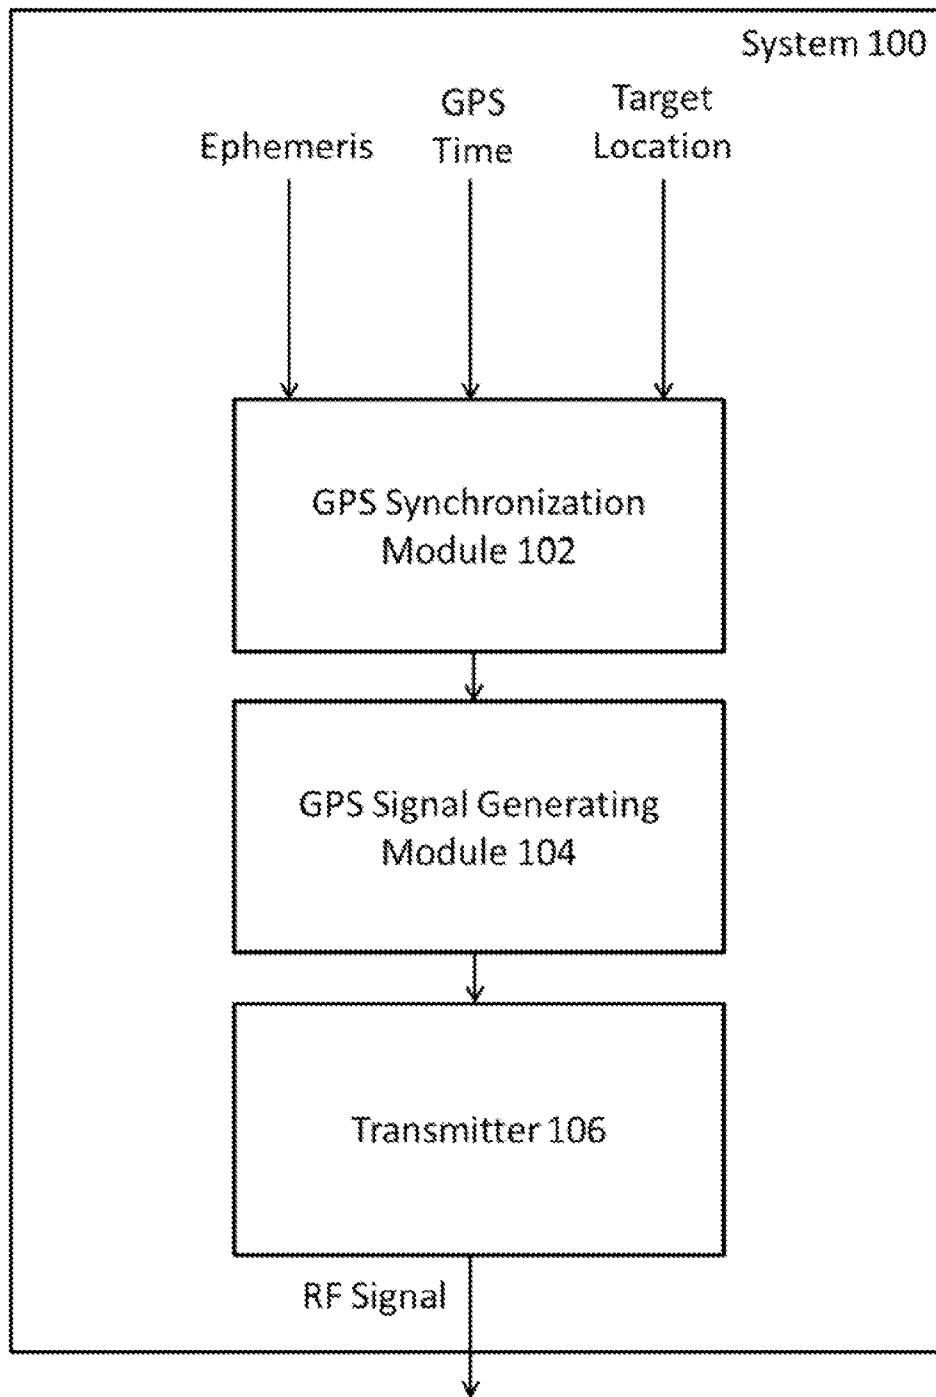 System 100
Ephemeris
GPS
Time
Target
Location
GPS Synchronization
Module 102
GPS Signal Generating
Module 104
Transmitter 106
RF Signal